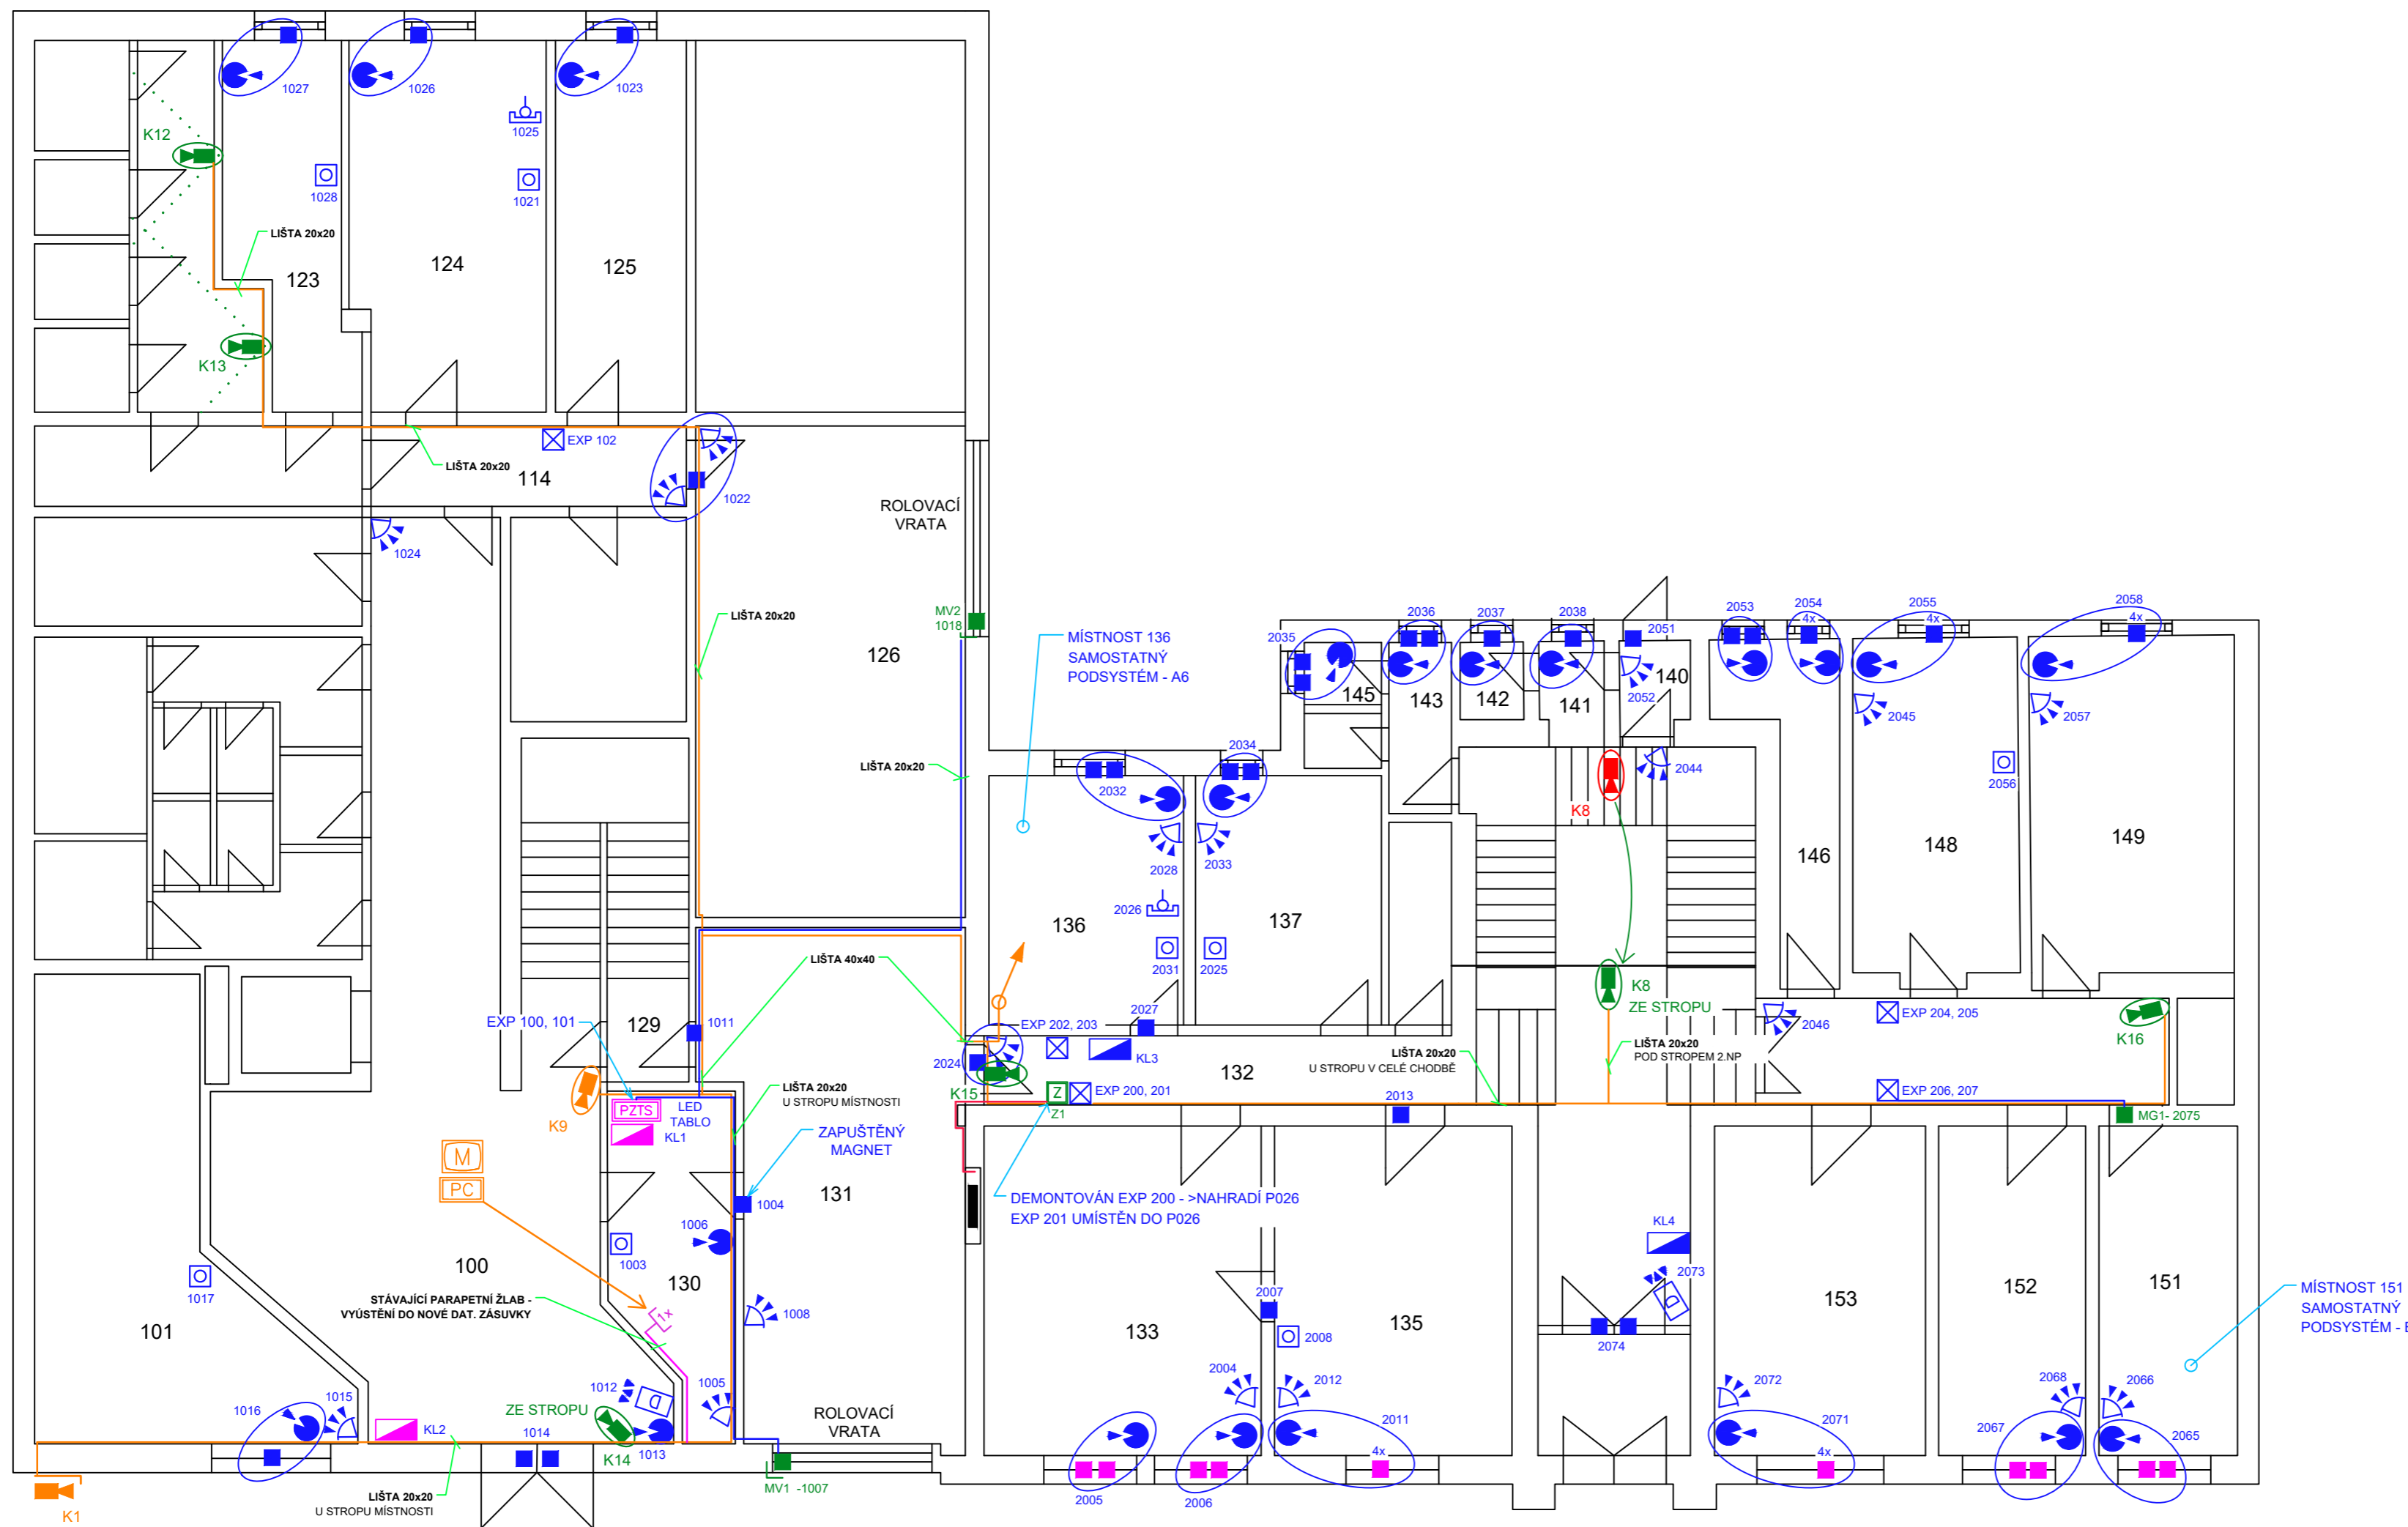 1027
1026
1023
K12
1025
1028
1021
LIŠTA 20x20
123
124
125
K13
EXP 102
LIŠTA 20x20
114
1022
ROLOVACÍ
VRATA
1024
LIŠTA 20x20
MV2
1018
126
MÍSTNOST 136
SAMOSTATNÝ
PODSYSTÉM - A6
2035
2036
2037
2038
2051
2053
2054
4x
2055
4x
2058
4x
145
143
142
141
140
2052
2045
2057
LIŠTA 20x20
2034
2032
2044
2056
K8
2028
2033
146
148
149
2026
136
137
2031
2025
LIŠTA 40x40
K8
ZE STROPU
EXP 100, 101
129
1011
EXP 202, 203
2027
2046
EXP 204, 205
K16
LIŠTA 20x20
POD STROPEM 2.NP
2024
KL3
LIŠTA 20x20
U STROPU V CELÉ CHODBĚ
132
K15
Z
Z1
EXP 200, 201
2013
EXP 206, 207
MG1- 2075
K9
PZTS
LED
TABLO
KL1
LIŠTA 20x20
U STROPU MÍSTNOSTI
ZAPUŠTĚNÝ
MAGNET
M
PC
131
1004
DEMONTOVÁN EXP 200 - >NAHRADÍ P026
EXP 201 UMÍSTĚN DO P026
1006
1003
KL4
100
130
1017
2073
D
STÁVAJÍCÍ PARAPETNÍ ŽLAB -
VYÚSTĚNÍ DO NOVÉ DAT. ZÁSUVKY
1x
1008
101
2007
133
2008
135
2074
153
152
151
MÍSTNOST 151
SAMOSTATNÝ
PODSYSTÉM - E
1012
D
1005
2004
2012
2072
2068
2066
1016
1015
KL2
ZE STROPU
1014
K14
1013
ROLOVACÍ
VRATA
2011
4x
2071
4x
2067
2065
MV1 -1007
2005
2006
LIŠTA 20x20
U STROPU MÍSTNOSTI
K1